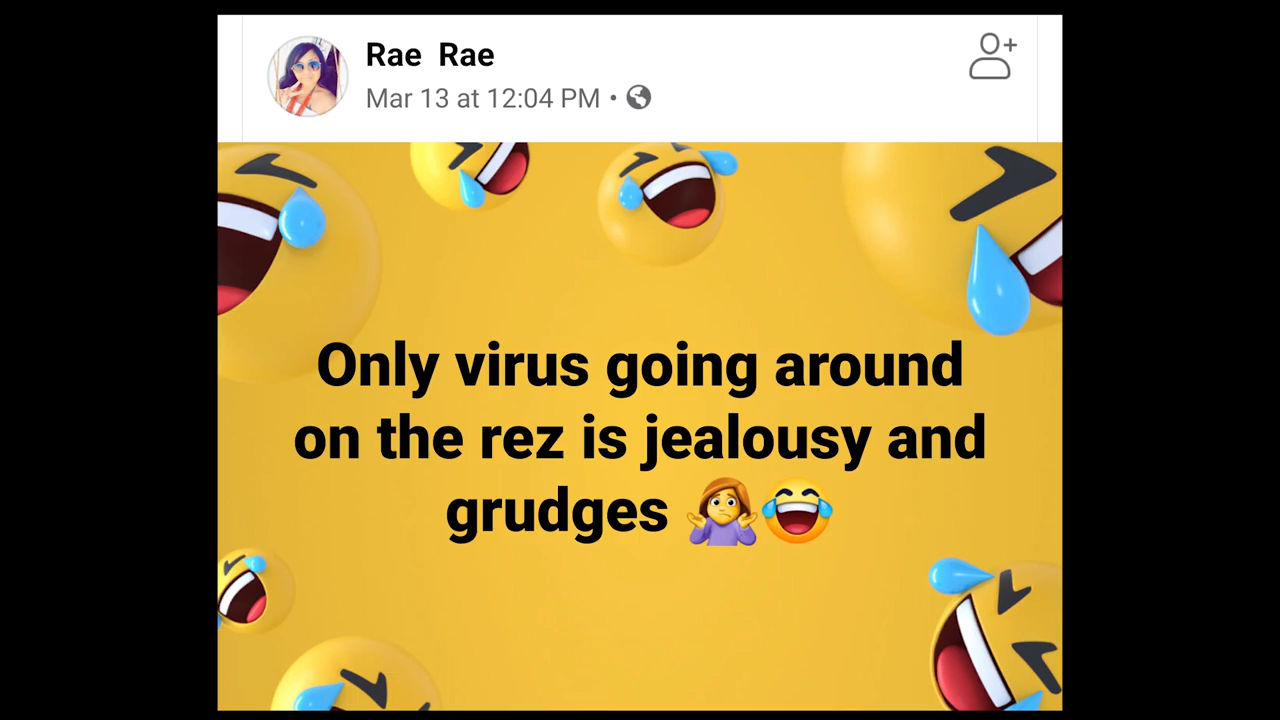 Rae Rae
Mar 13 at 12:04 PM •
Only virus going around
on the rez is jealousy and
grudges 🤷‍♀️😂